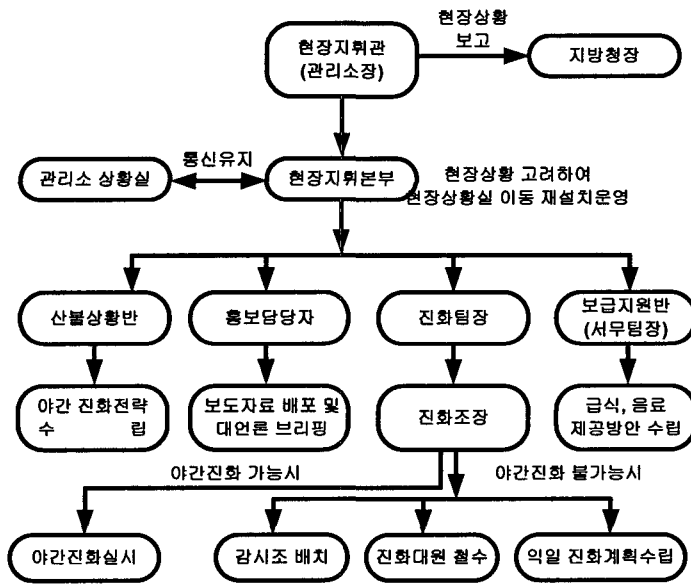 현장지휘관
(관리소장)
현장상황
보고
지방청장
관리소 상황실
통신유지
현장지휘본부
현장상황 고려하여
현장상황실 이동 재설치운영
산불상황반
홍보담당자
진화팀장
보급지원반
(서무팀장)
야간 진화전략
수 립
보도자료 배포 및
대언론 브리핑
진화조장
급식, 음료
제공방안 수립
야간진화 가능시
야간진화 불가능시
야간진화실시
감시조 배치
진화대원 철수
익일 진화계획수립